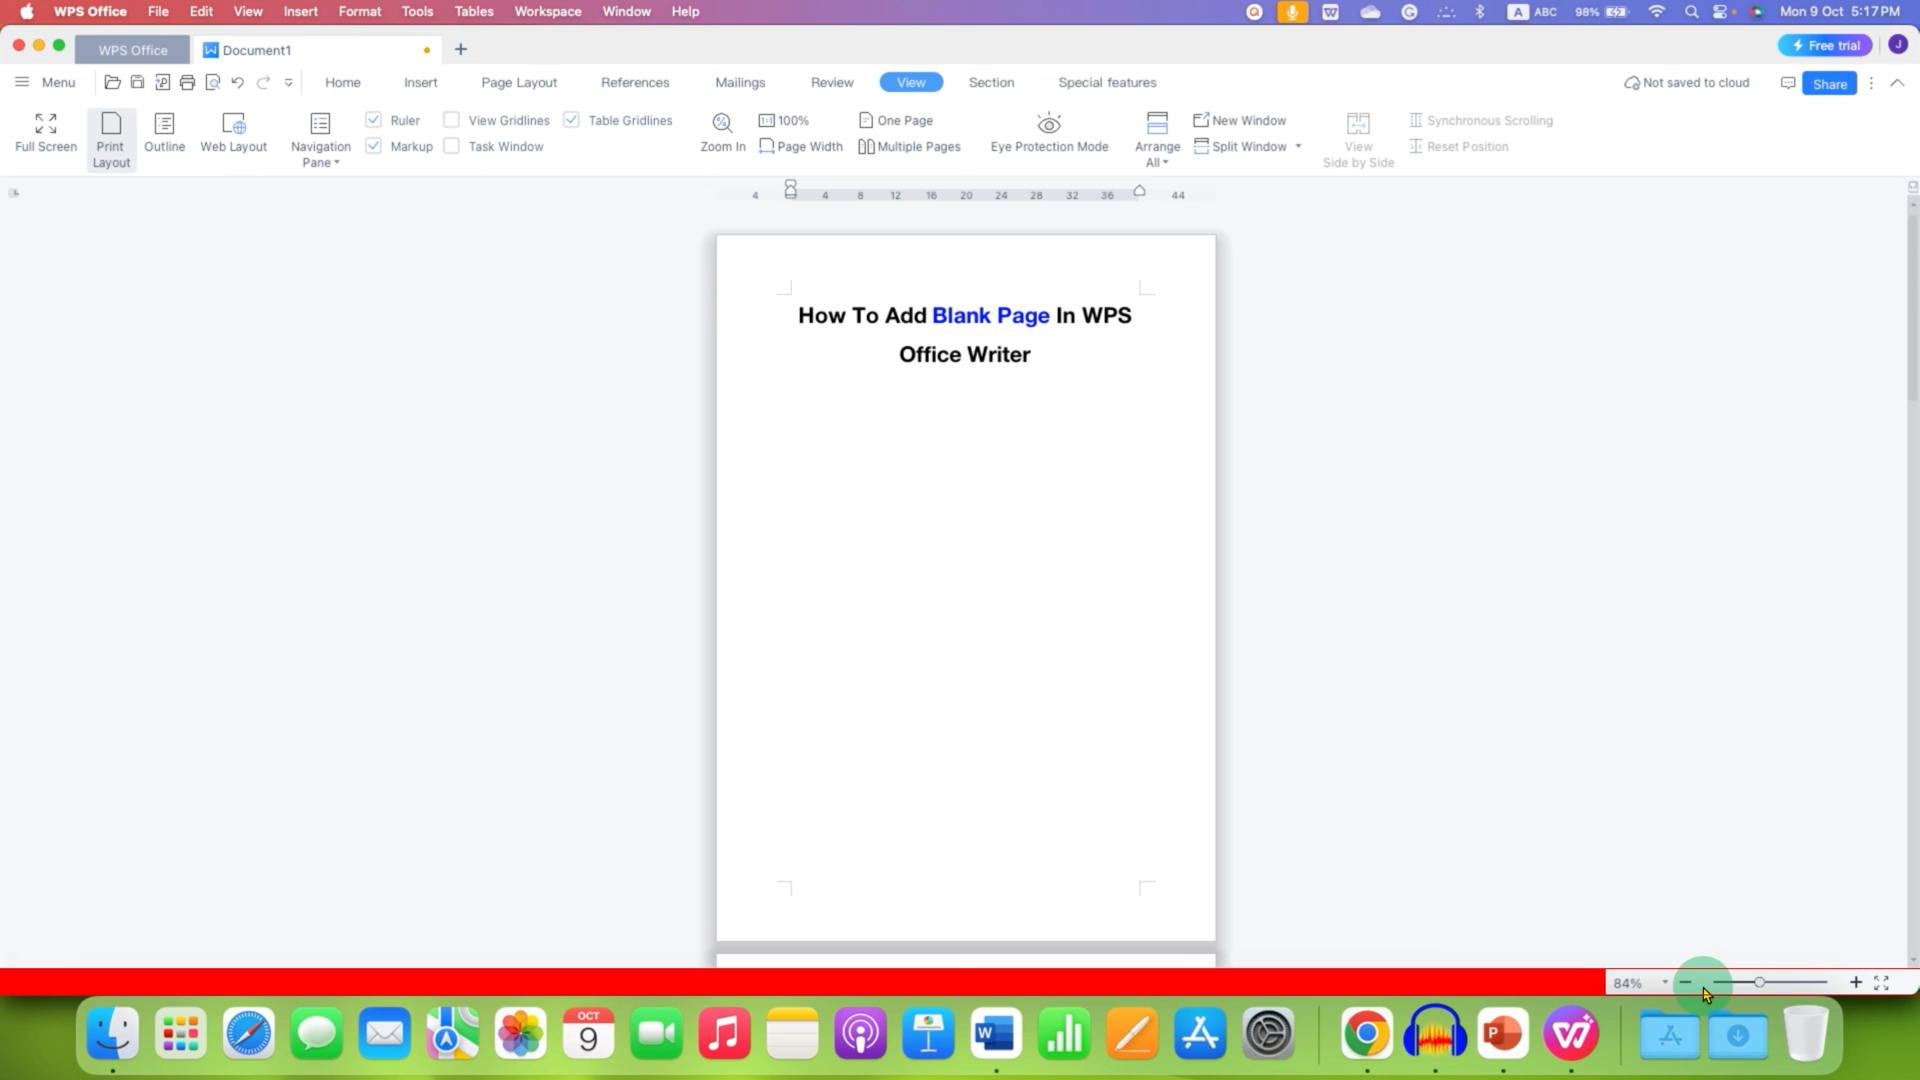 WPS Office File Edit View Insert Format Tools Tables Workspace Window Help A ABC 98% Mon 9 Oct 5:17 PM
WPS Office Document1 + Free trial J
Menu Home Insert Page Layout References Mailings Review View Section Special features Not saved to cloud Share
Ruler View Gridlines Table Gridlines 100% One Page New Window Synchronous Scrolling
Full Screen Print Layout Outline Web Layout Navigation Pane Markup Task Window Zoom In Page Width Multiple Pages Eye Protection Mode Arrange All Split Window View Side by Side Reset Position
4 4 8 12 16 20 24 28 32 36 44
How To Add Blank Page In WPS
Office Writer
84%
OCT
9